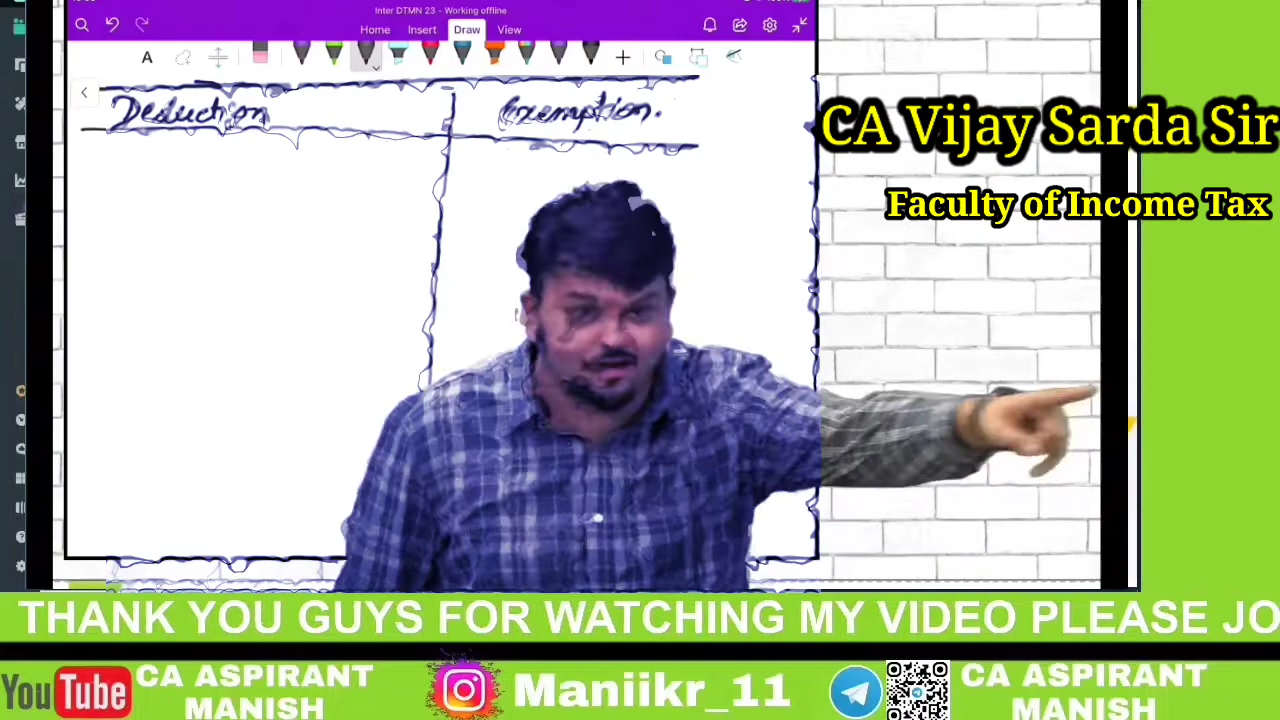 Inter DTMN 23 - Working offline
Home Insert Draw View
A
Deduction Exemption.
CA Vijay Sarda Sir
Faculty of Income Tax
THANK YOU GUYS FOR WATCHING MY VIDEO PLEASE JO
YouTube CA ASPIRANT MANISH
Maniikr_11
CA ASPIRANT MANISH